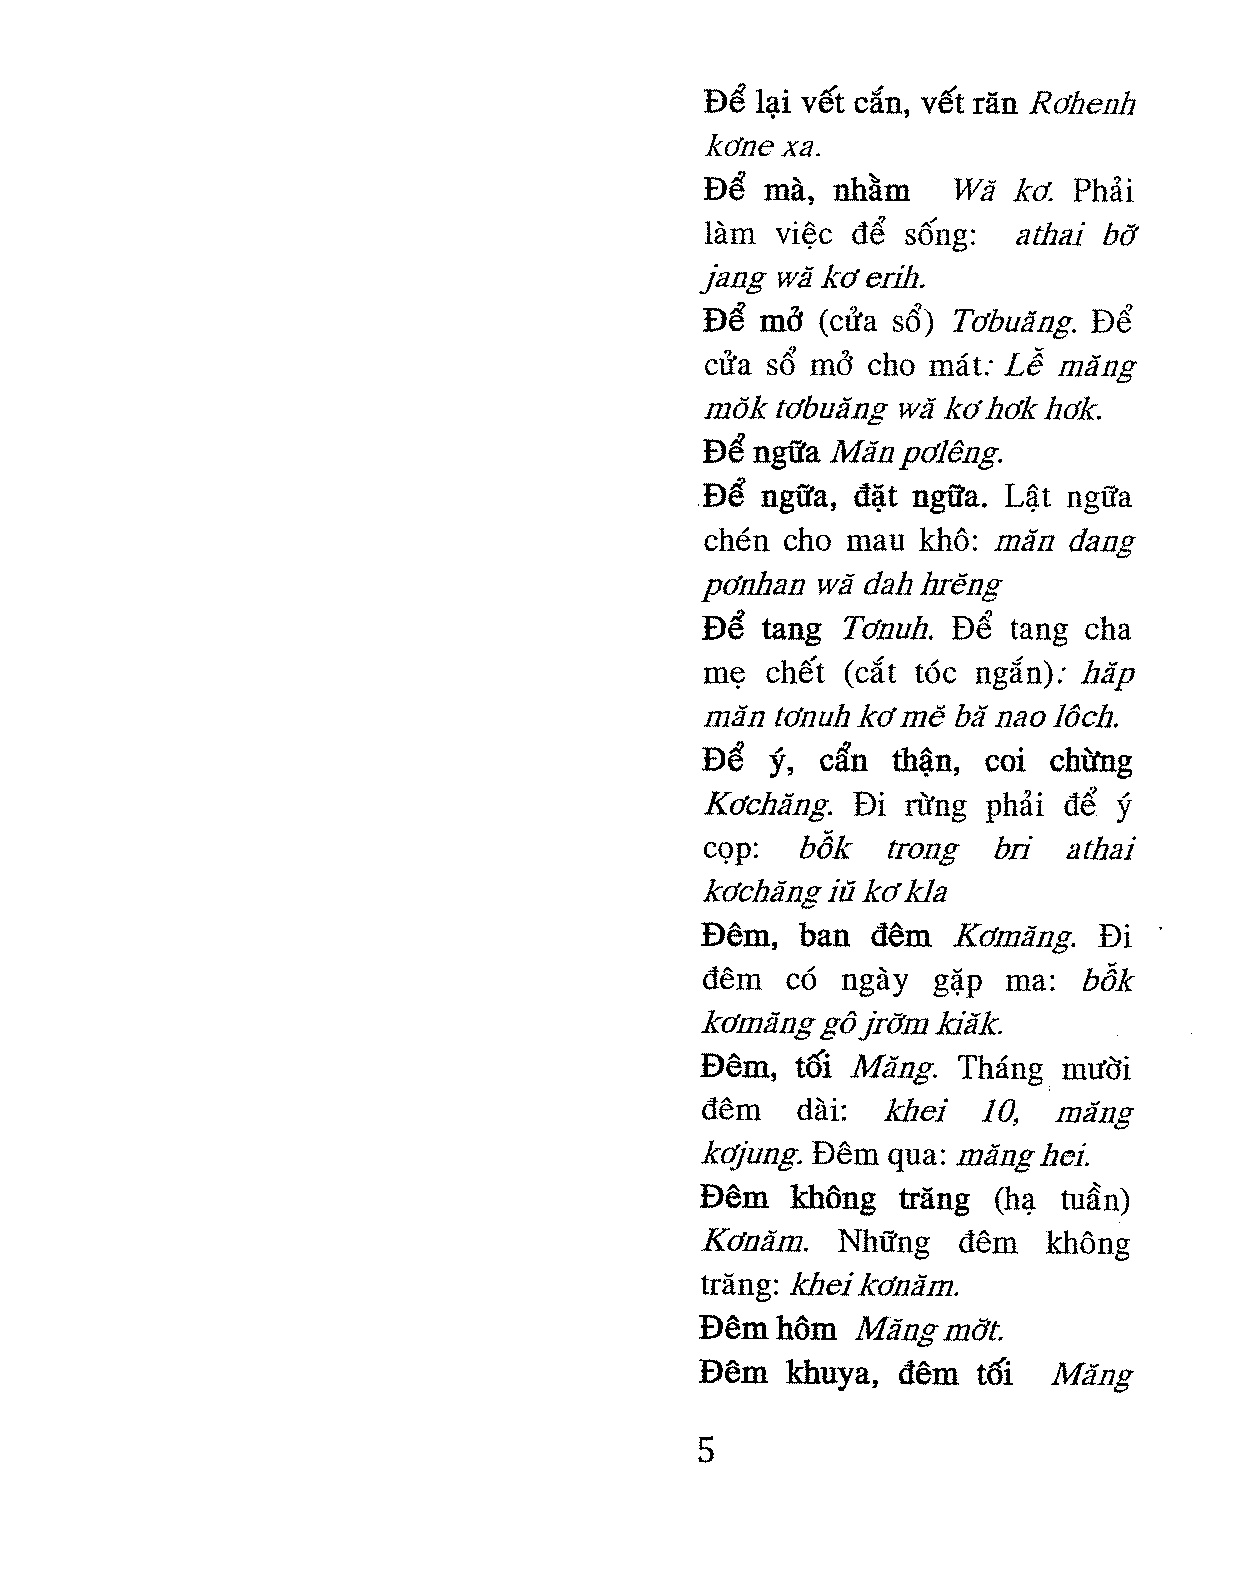 Để lại vết cắn, vết răn Rơhenh
kơne xa.
Để mà, nhằm Wă kơ. Phải
làm việc để sống: athai bơ̆
jang wă kơ erih.
Để mở (cửa sổ) Tơbuăng. Để
cửa sổ mở cho mát: Lê̆ măng
mŏk tơbuăng wă kơ hơk hơk.
Để ngữa Măn pơlêng.
Để ngữa, đặt ngữa. Lật ngữa
chén cho mau khô: măn dang
pơnhan wă dah hrĕng
Để tang Tơnuh. Để tang cha
mẹ chết (cắt tóc ngắn): hăp
măn tơnuh kơ mĕ bă nao lôch.
Để ý, cẩn thận, coi chừng
Kơchăng. Đi rừng phải để ý
cọp: bô̆k trong bri athai
kơchăng iŭ kơ kla
Đêm, ban đêm Kơmăng. Đi
đêm có ngày gặp ma: bô̆k
kơmăng gô jrơ̆m kiăk.
Đêm, tối Măng. Tháng mười
đêm dài: khei 10, măng
kơjung. Đêm qua: măng hei.
Đêm không trăng (hạ tuần)
Kơnăm. Những đêm không
trăng: khei kơnăm.
Đêm hôm Măng mơ̆t.
Đêm khuya, đêm tối Măng
5